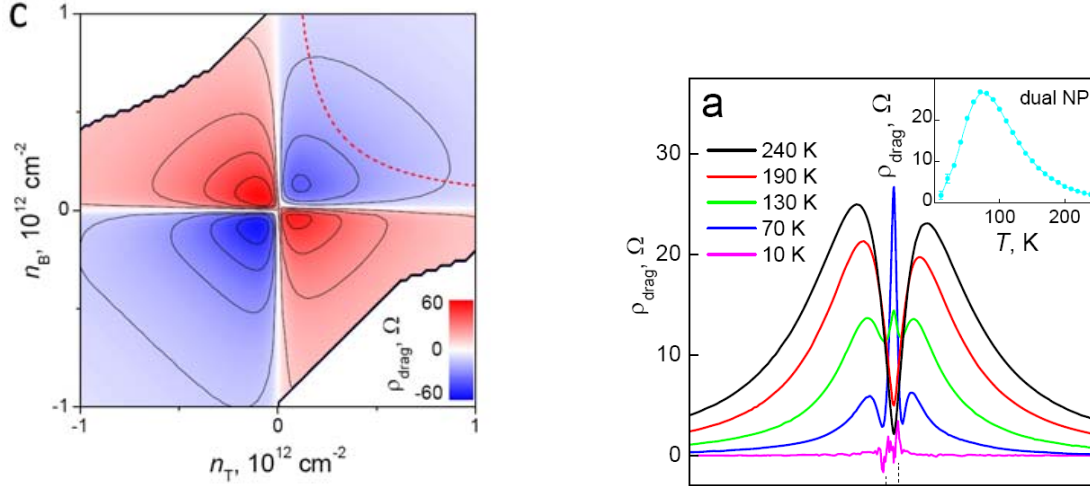 c
1
0
-1
n_B, 10^12 cm^-2
-1
0
1
n_T, 10^12 cm^-2
60
0
-60
ρ_drag, Ω
a
30
20
10
0
ρ_drag, Ω
240 K
190 K
130 K
70 K
10 K
dual NP
20
10
0
ρ_drag, Ω
100
200
T, K